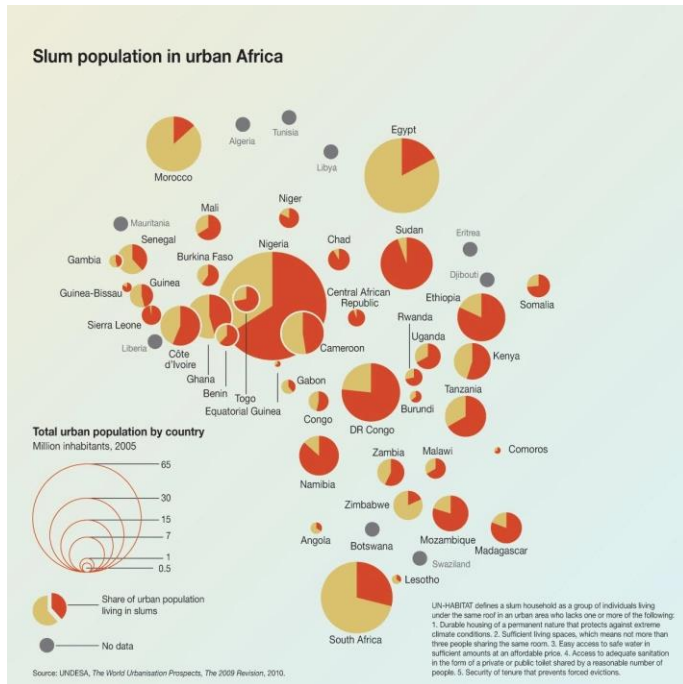 Slum population in urban Africa
Morocco
Algeria
Tunisia
Libya
Egypt
Mauritania
Mali
Niger
Senegal
Gambia
Burkina Faso
Nigeria
Chad
Sudan
Eritrea
Djibouti
Guinea-Bissau
Guinea
Central African
Republic
Ethiopia
Somalia
Sierra Leone
Rwanda
Liberia
Côte
d'Ivoire
Cameroon
Uganda
Kenya
Ghana
Benin
Togo
Equatorial Guinea
Gabon
Congo
DR Congo
Burundi
Tanzania
Total urban population by country
Million inhabitants, 2005
65
30
15
7
1
0.5
Namibia
Zambia
Malawi
Comoros
Zimbabwe
Angola
Botswana
Mozambique
Madagascar
Swaziland
Lesotho
South Africa
Share of urban population
living in slums
No data
UN-HABITAT defines a slum household as a group of individuals living
under the same roof in an urban area who lacks one or more of the following:
1. Durable housing of a permanent nature that protects against extreme
climate conditions. 2. Sufficient living spaces, which means not more than
three people sharing the same room. 3. Easy access to safe water in
sufficient amounts at an affordable price. 4. Access to adequate sanitation
in the form of a private or public toilet shared by a reasonable number of
people. 5. Security of tenure that prevents forced evictions.
Source: UNDESA, The World Urbanisation Prospects, The 2009 Revision, 2010.